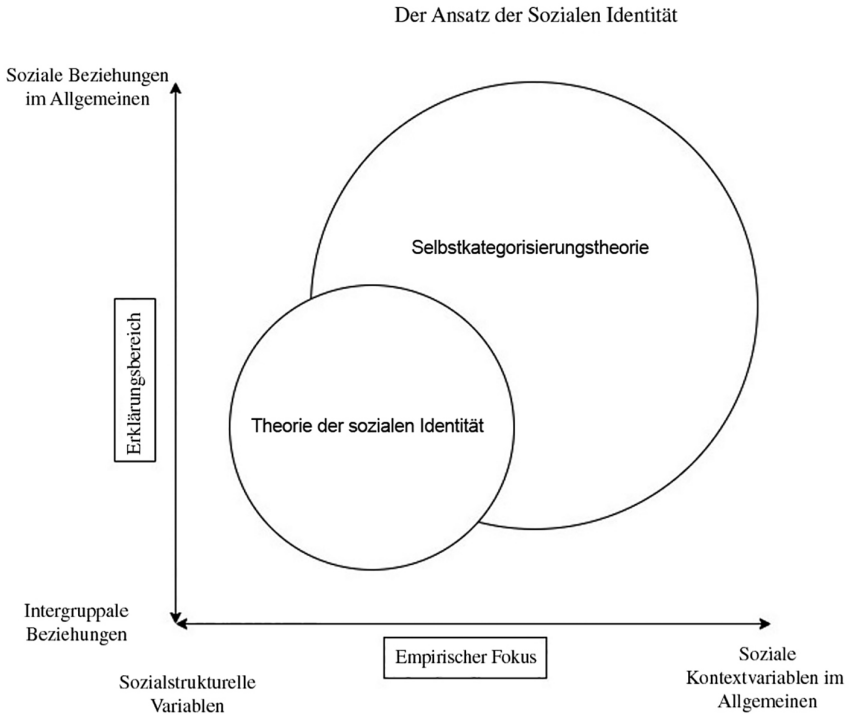 Der Ansatz der Sozialen Identität
Soziale Beziehungen
im Allgemeinen
Selbstkategorisierungstheorie
Erklärungsbereich
Theorie der sozialen Identität
Intergruppale
Beziehungen
Empirischer Fokus
Sozialstrukturelle
Variablen
Soziale
Kontextvariablen im
Allgemeinen